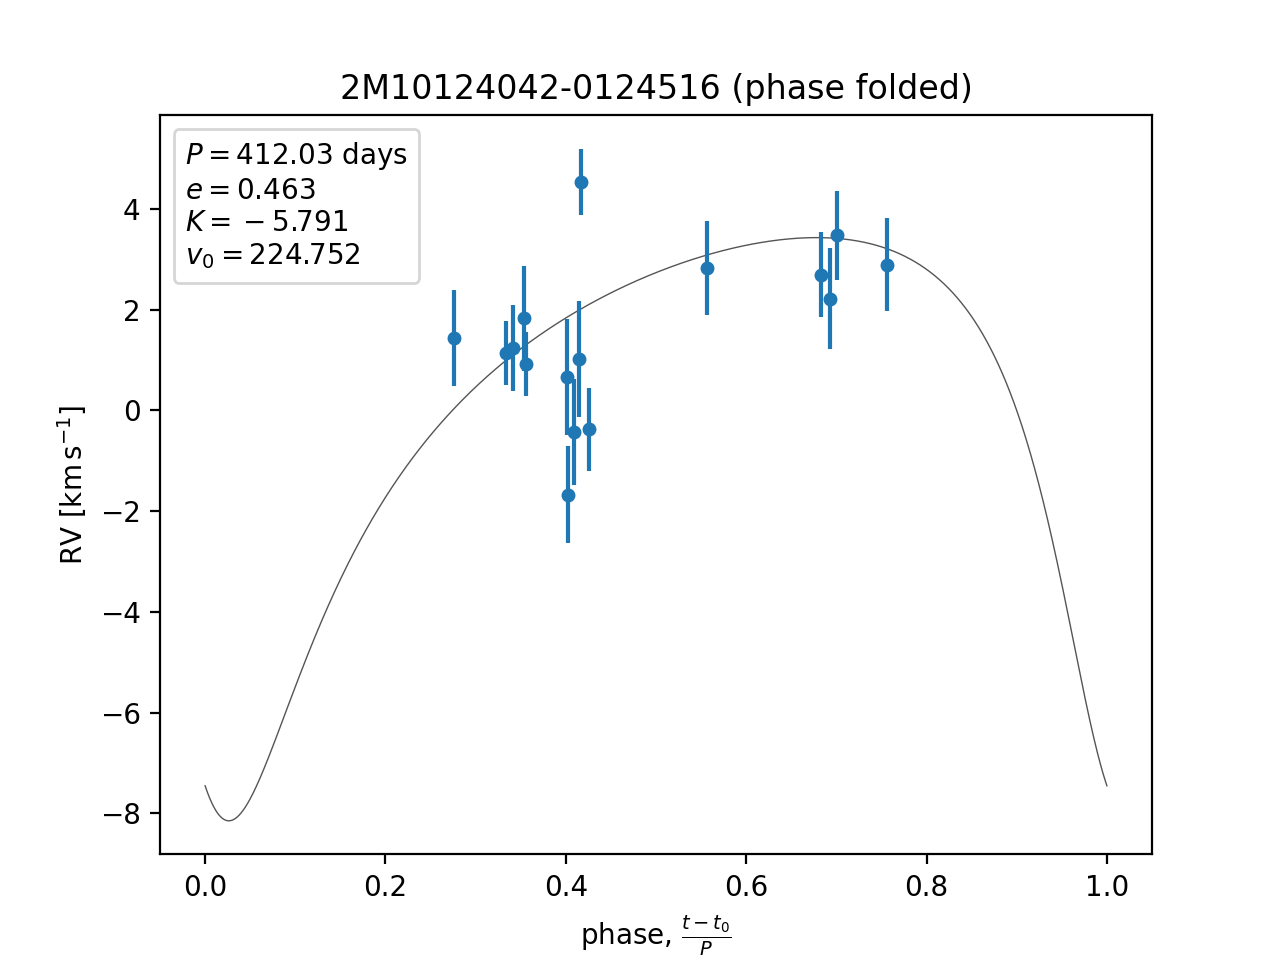 2M10124042-0124516 (phase folded)
P = 412.03 days
e = 0.463
K = −5.791
v₀ = 224.752
4
2
0
−2
−4
−6
−8
RV [km s⁻¹]
0.0 0.2 0.4 0.6 0.8 1.0
phase, (t − t₀)/P